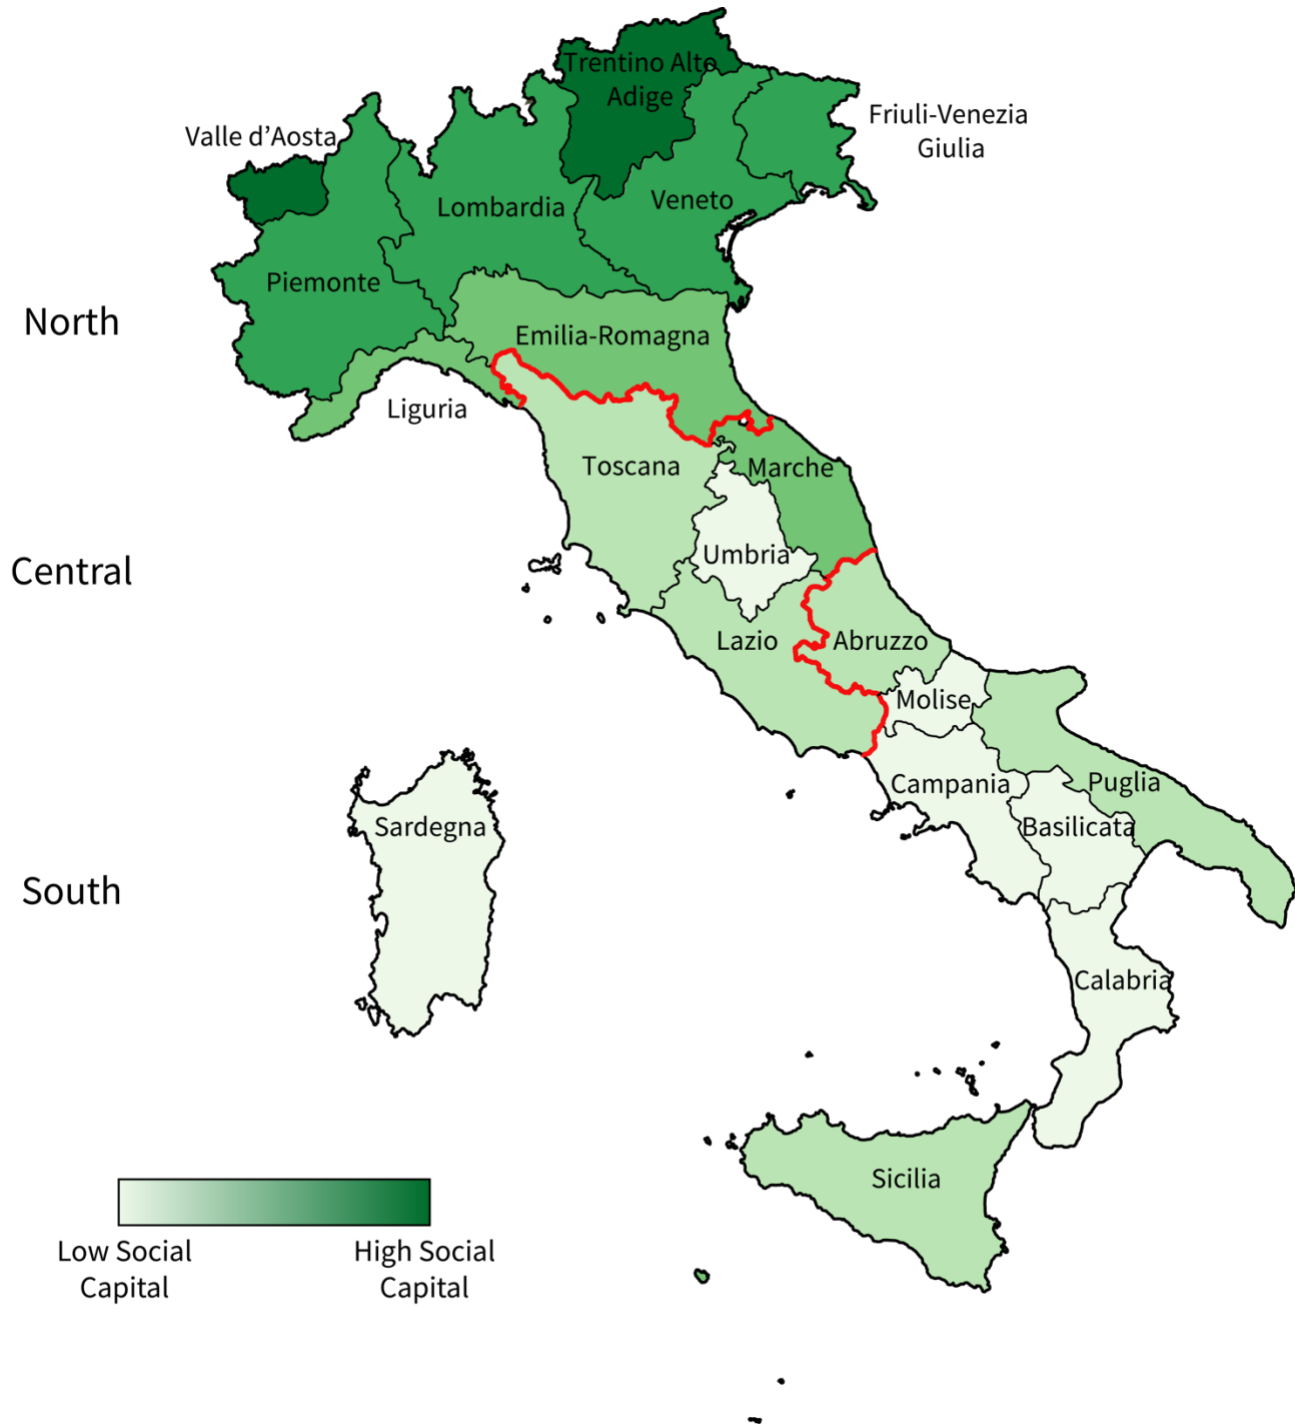 Trentino Alto
Adige
Friuli-Venezia
Giulia
Valle d’Aosta
Lombardia
Veneto
Piemonte
North
Emilia-Romagna
Liguria
Toscana
Marche
Umbria
Central
Lazio
Abruzzo
Molise
Campania
Puglia
Sardegna
Basilicata
South
Calabria
Sicilia
Low Social
Capital
High Social
Capital